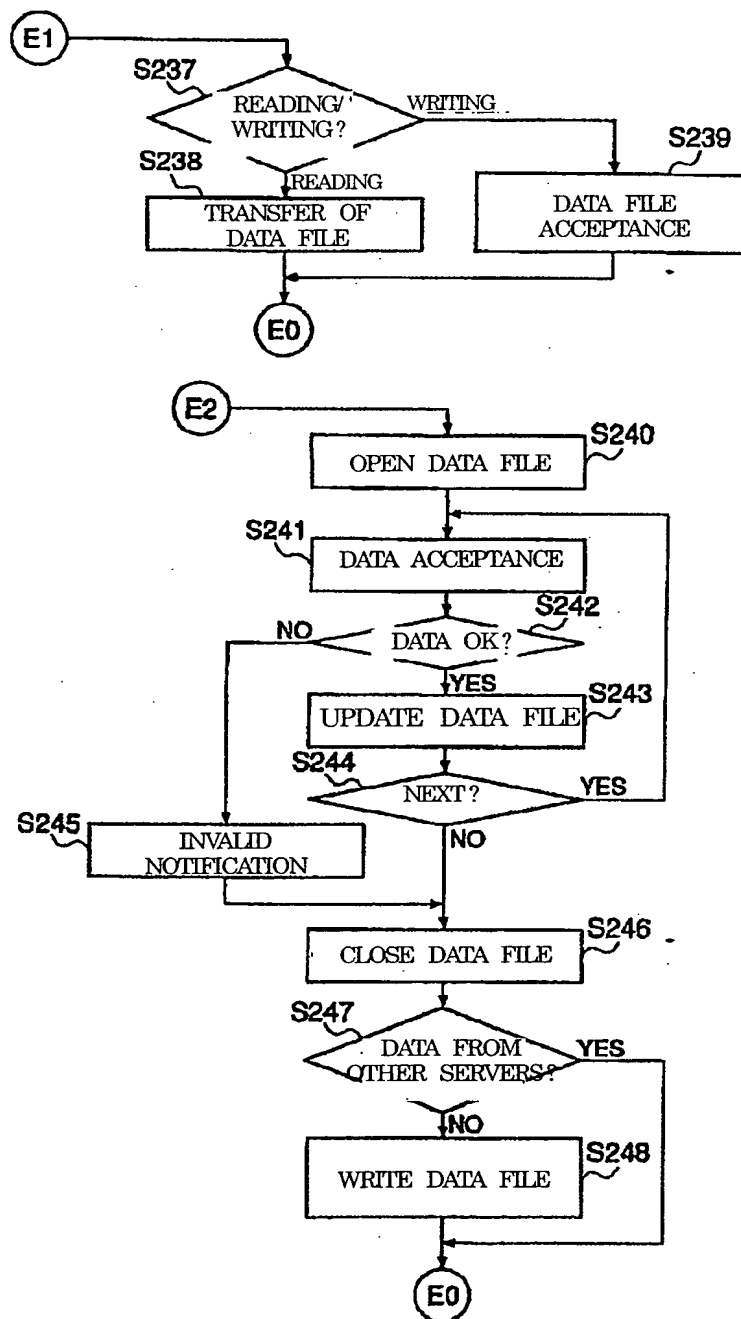 E1
S237
READING/
WRITING?
WRITING
S239
S238
READING
TRANSFER OF
DATA FILE
DATA FILE
ACCEPTANCE
E0
E2
S240
OPEN DATA FILE
S241
DATA ACCEPTANCE
S242
NO
DATA OK?
YES
S243
UPDATE DATA FILE
S244
NEXT?
YES
S245
NO
INVALID
NOTIFICATION
S246
CLOSE DATA FILE
S247
DATA FROM
OTHER SERVERS?
YES
NO
S248
WRITE DATA FILE
E0